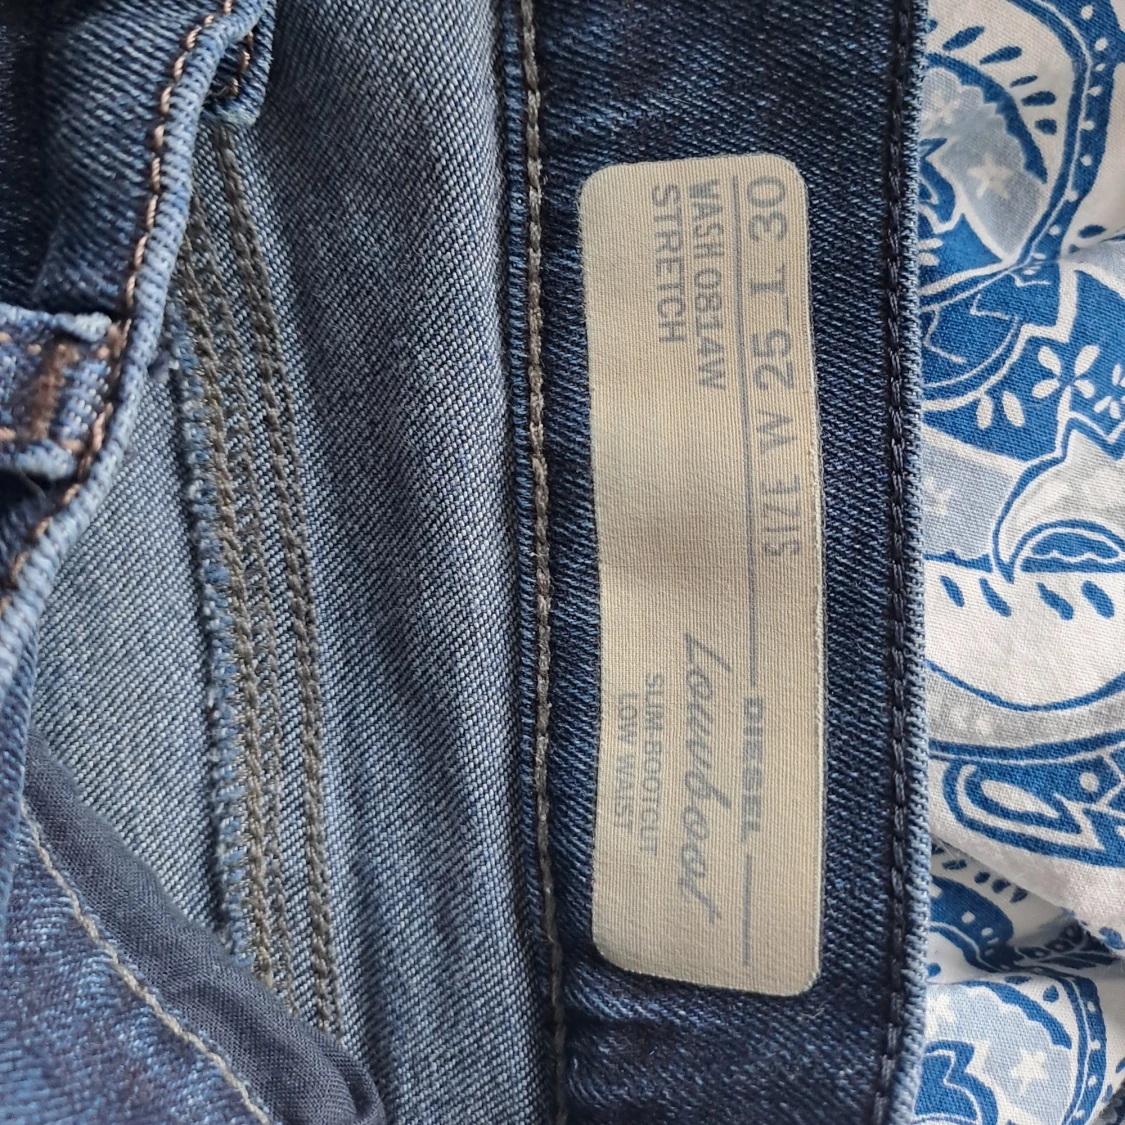 SIZE W 25 T 30
WASH 0814W
STRETCH
DIESEL
Louvboot
SLIM-BOOTCUT
LOW WAIST